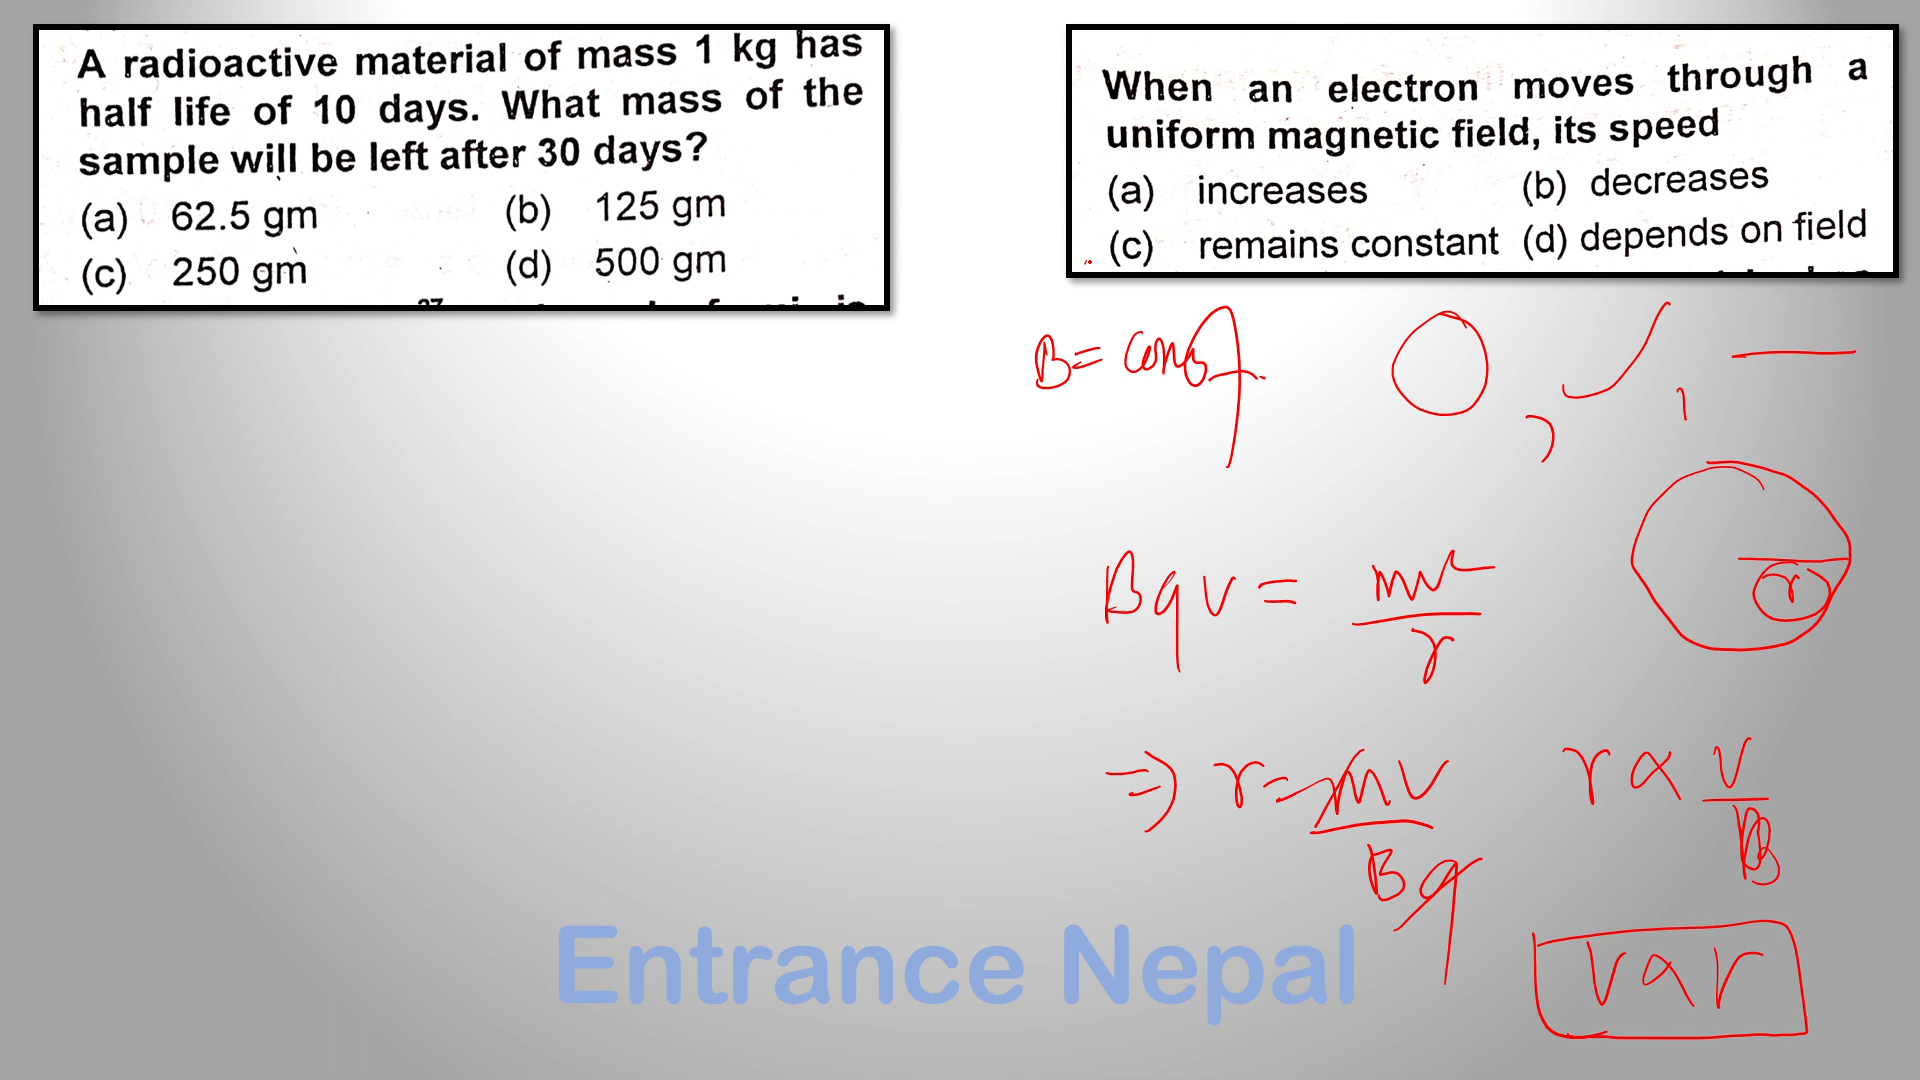 A radioactive material of mass 1 kg has
half life of 10 days. What mass of the
sample will be left after 30 days?
(a) 62.5 gm (b) 125 gm
(c) 250 gm (d) 500 gm
When an electron moves through a
uniform magnetic field, its speed
(a) increases (b) decreases
(c) remains constant (d) depends on field
B = const.
Bqv = mv²/r
r
⇒ r = mv/Bq r ∝ v/B
v ∝ r
Entrance Nepal